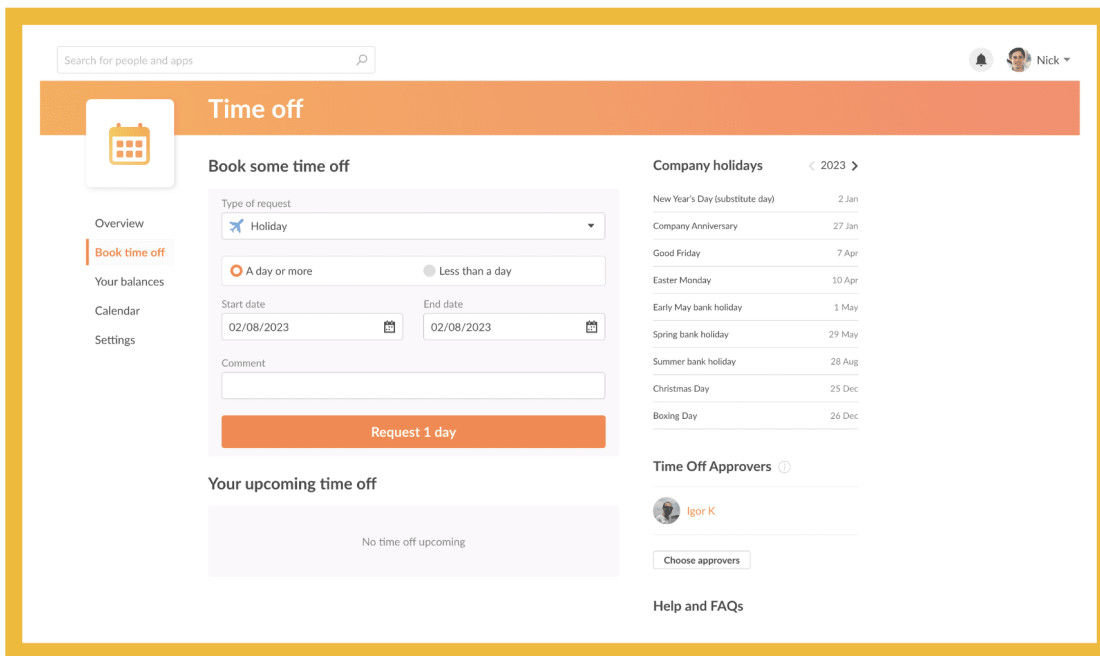 Search for people and apps
Nick
Time off
Overview
Book time off
Your balances
Calendar
Settings
Book some time off
Type of request
Holiday
A day or more
Less than a day
Start date
End date
02/08/2023
02/08/2023
Comment
Request 1 day
Your upcoming time off
No time off upcoming
Company holidays
2023
New Year's Day (substitute day) 2 Jan
Company Anniversary 27 Jan
Good Friday 7 Apr
Easter Monday 10 Apr
Early May bank holiday 1 May
Spring bank holiday 29 May
Summer bank holiday 28 Aug
Christmas Day 25 Dec
Boxing Day 26 Dec
Time Off Approvers
Igor K
Choose approvers
Help and FAQs